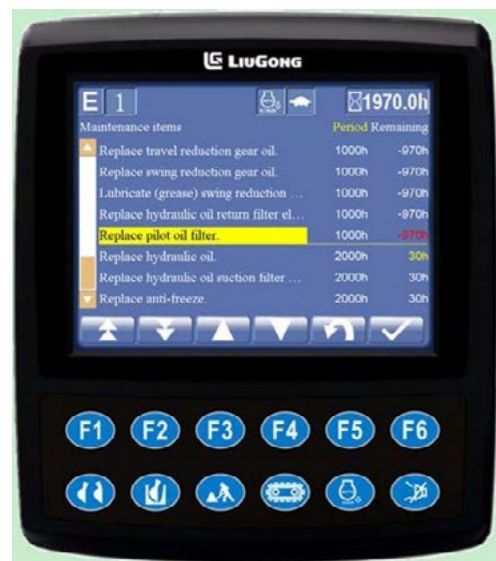 LIUGONG
E 1 1970.0h
Maintenance items Period Remaining
Replace travel reduction gear oil. 1000h -970h
Replace swing reduction gear oil. 1000h -970h
Lubricate (grease) swing reduction ... 1000h -970h
Replace hydraulic oil return filter el... 1000h -970h
Replace pilot oil filter. 1000h -970h
Replace hydraulic oil. 2000h 30h
Replace hydraulic oil suction filter ... 2000h 30h
Replace anti-freeze. 2000h 30h
F1 F2 F3 F4 F5 F6